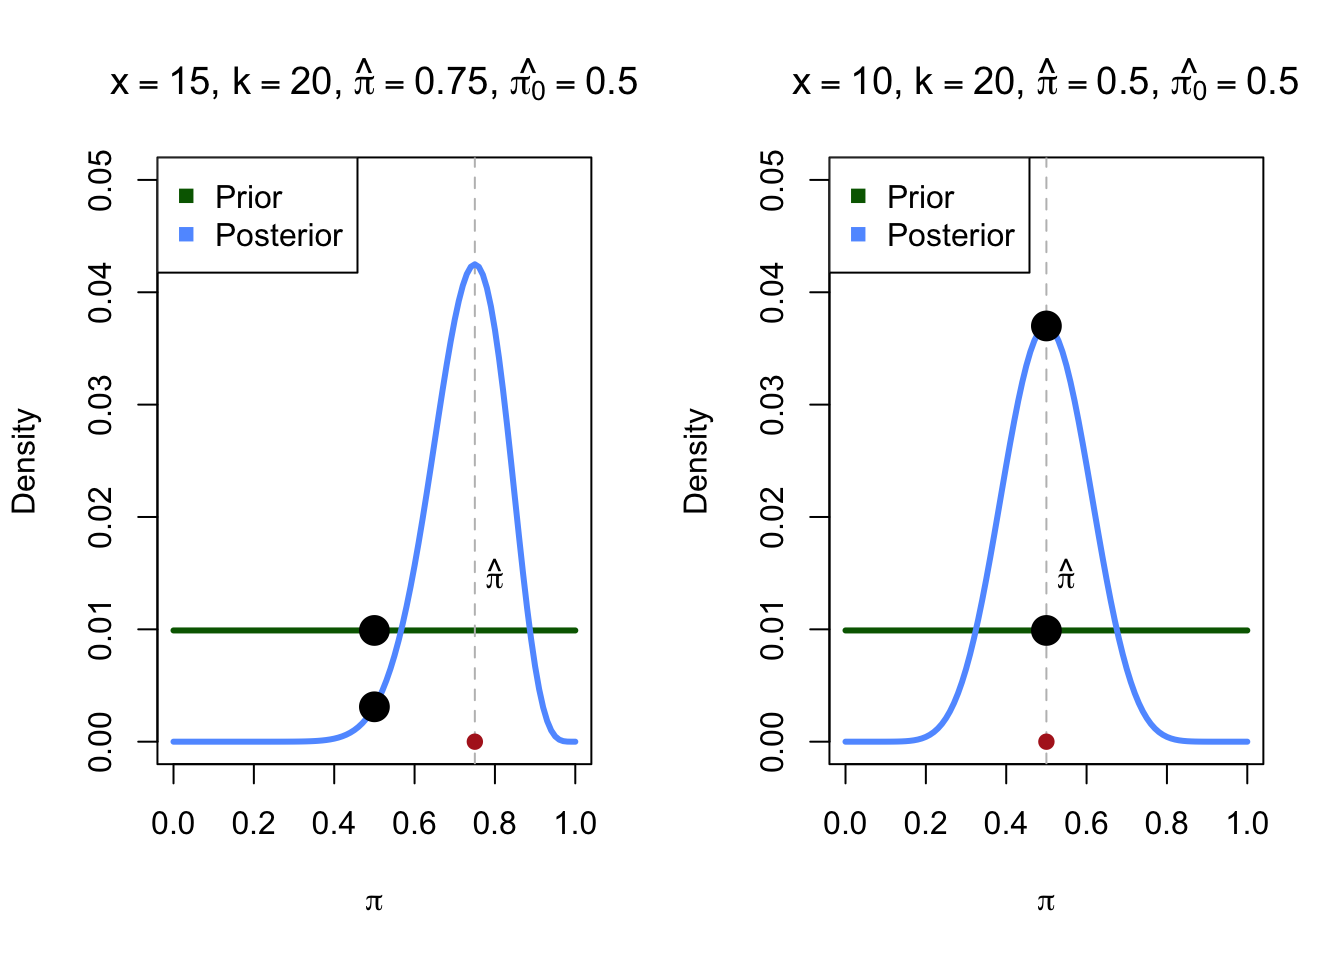 x = 15, k = 20, π̂ = 0.75, π̂₀ = 0.5
Prior
Posterior
0.05
0.04
0.03
0.02
0.01
0.00
Density
π̂
0.0 0.2 0.4 0.6 0.8 1.0
π
x = 10, k = 20, π̂ = 0.5, π̂₀ = 0.5
Prior
Posterior
0.05
0.04
0.03
0.02
0.01
0.00
Density
π̂
0.0 0.2 0.4 0.6 0.8 1.0
π